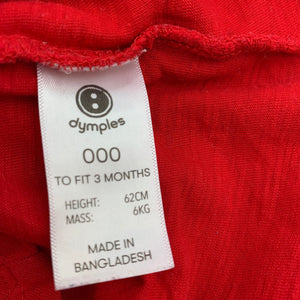 dymples
000
TO FIT 3 MONTHS
HEIGHT: 62CM
MASS: 6KG
MADE IN
BANGLADESH